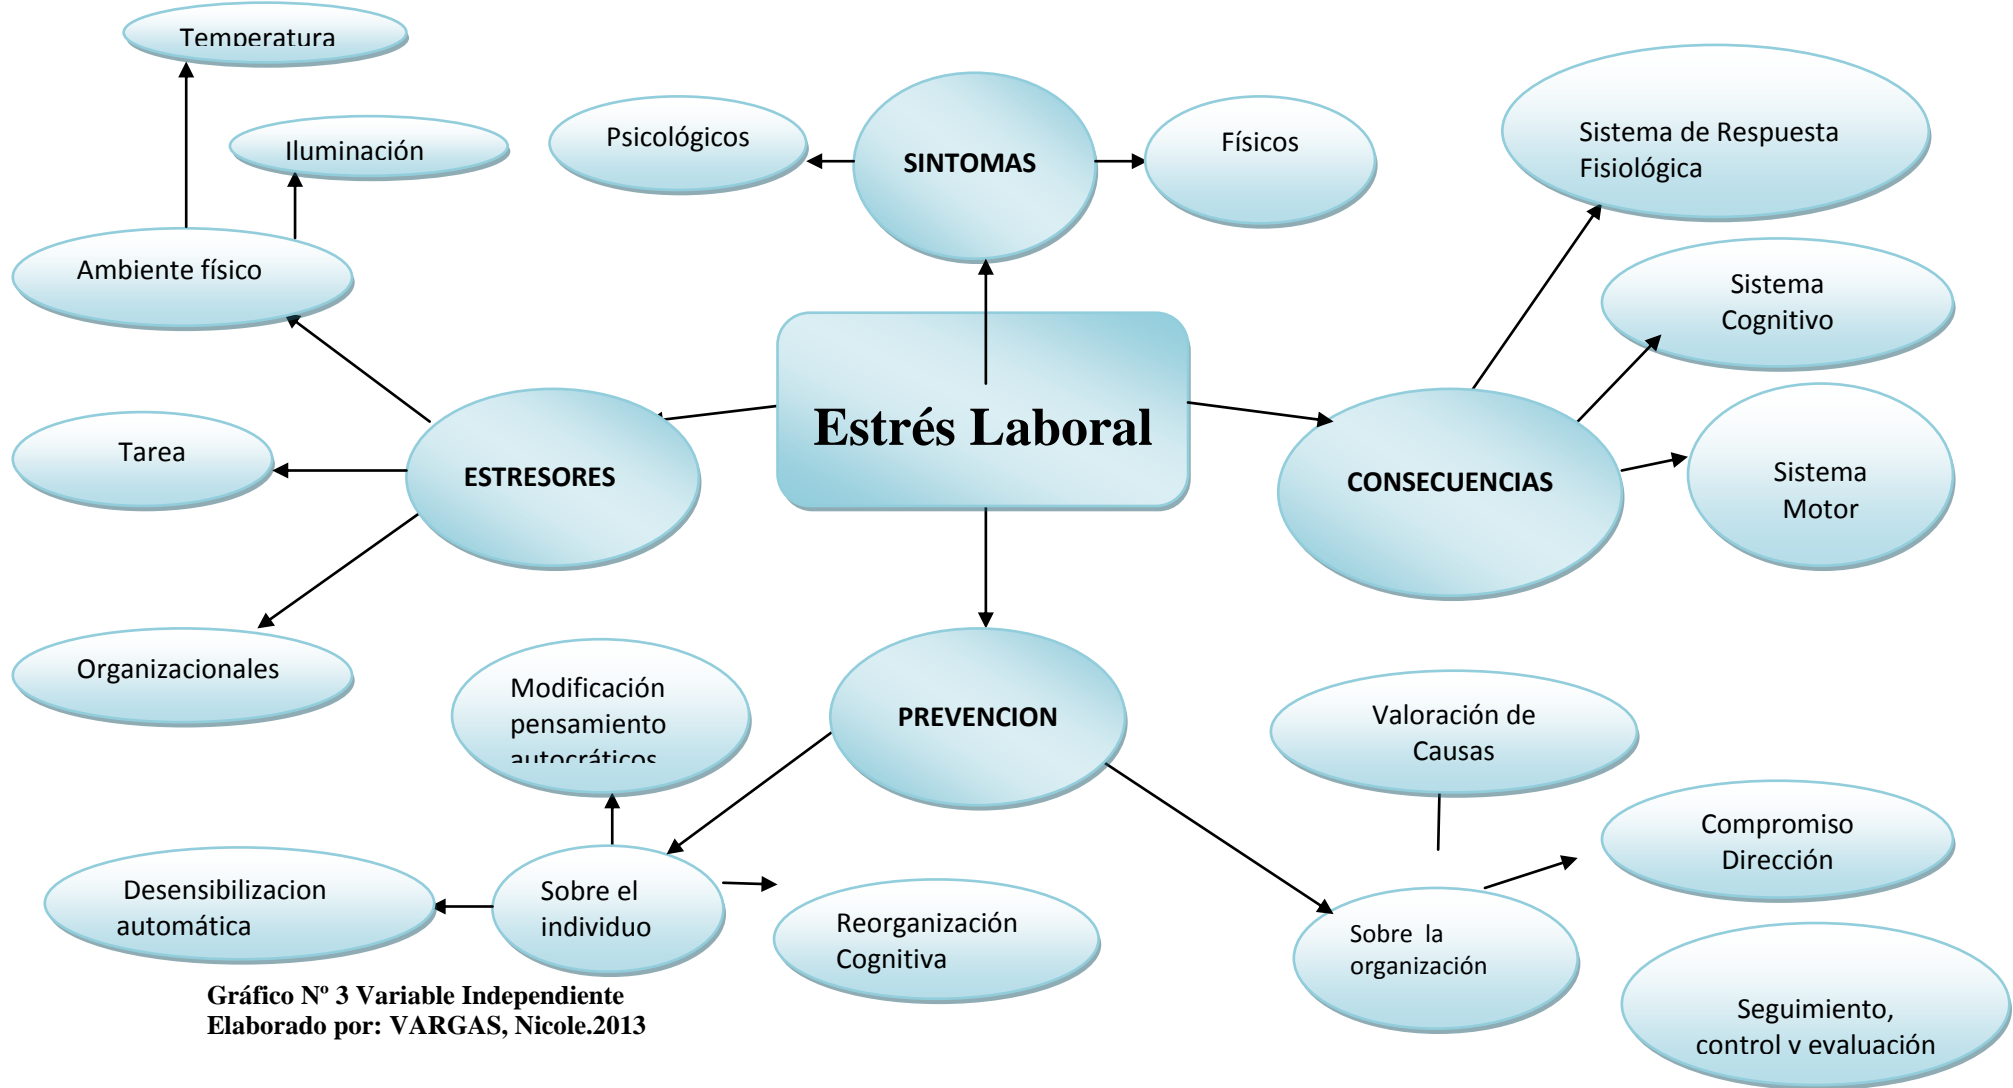 Temperatura
Iluminación
Ambiente físico
Tarea
Organizacionales
ESTRESORES
Psicológicos
SINTOMAS
Físicos
Estrés Laboral
Sistema de Respuesta
Fisiológica
Sistema
Cognitivo
Sistema
Motor
CONSECUENCIAS
PREVENCION
Modificación
pensamiento
autocráticos
Desensibilizacion
automática
Sobre el
individuo
Reorganización
Cognitiva
Valoración de
Causas
Compromiso
Dirección
Sobre la
organización
Seguimiento,
control y evaluación
Gráfico Nº 3 Variable Independiente
Elaborado por: VARGAS, Nicole.2013